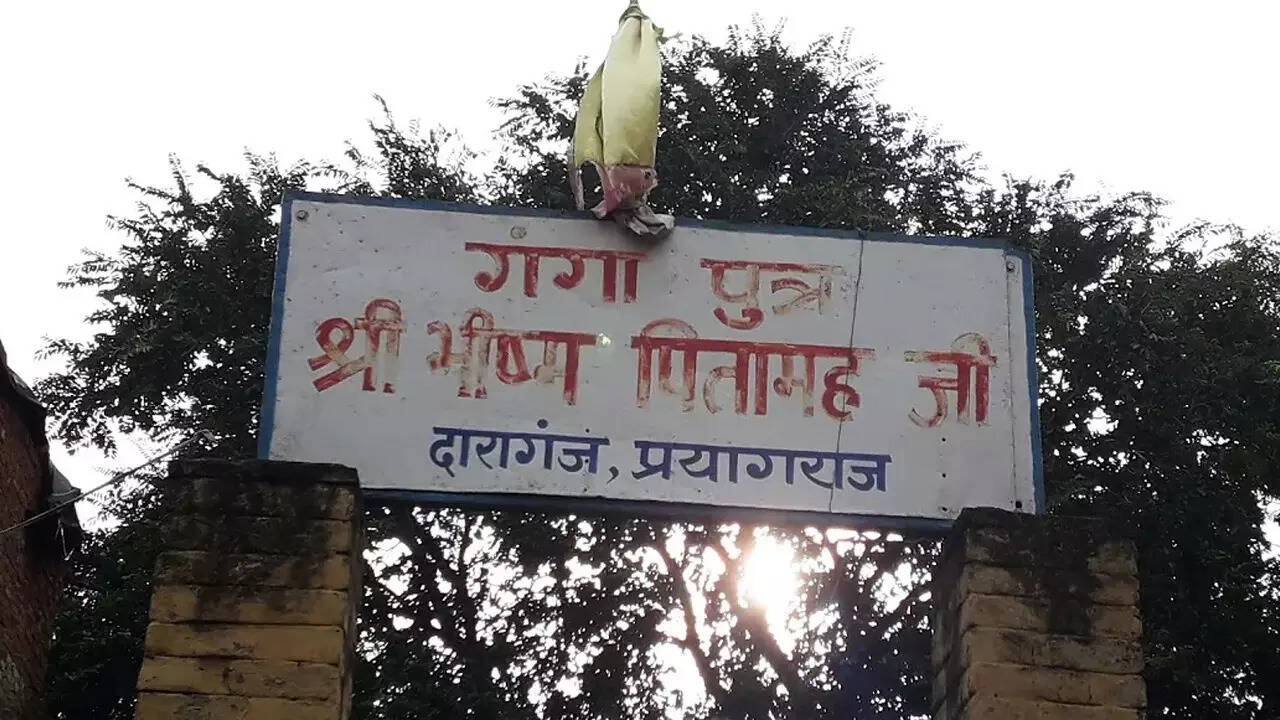 गंगा पुत्र
श्री भीष्म पितामह जी
दारागंज, प्रयागराज